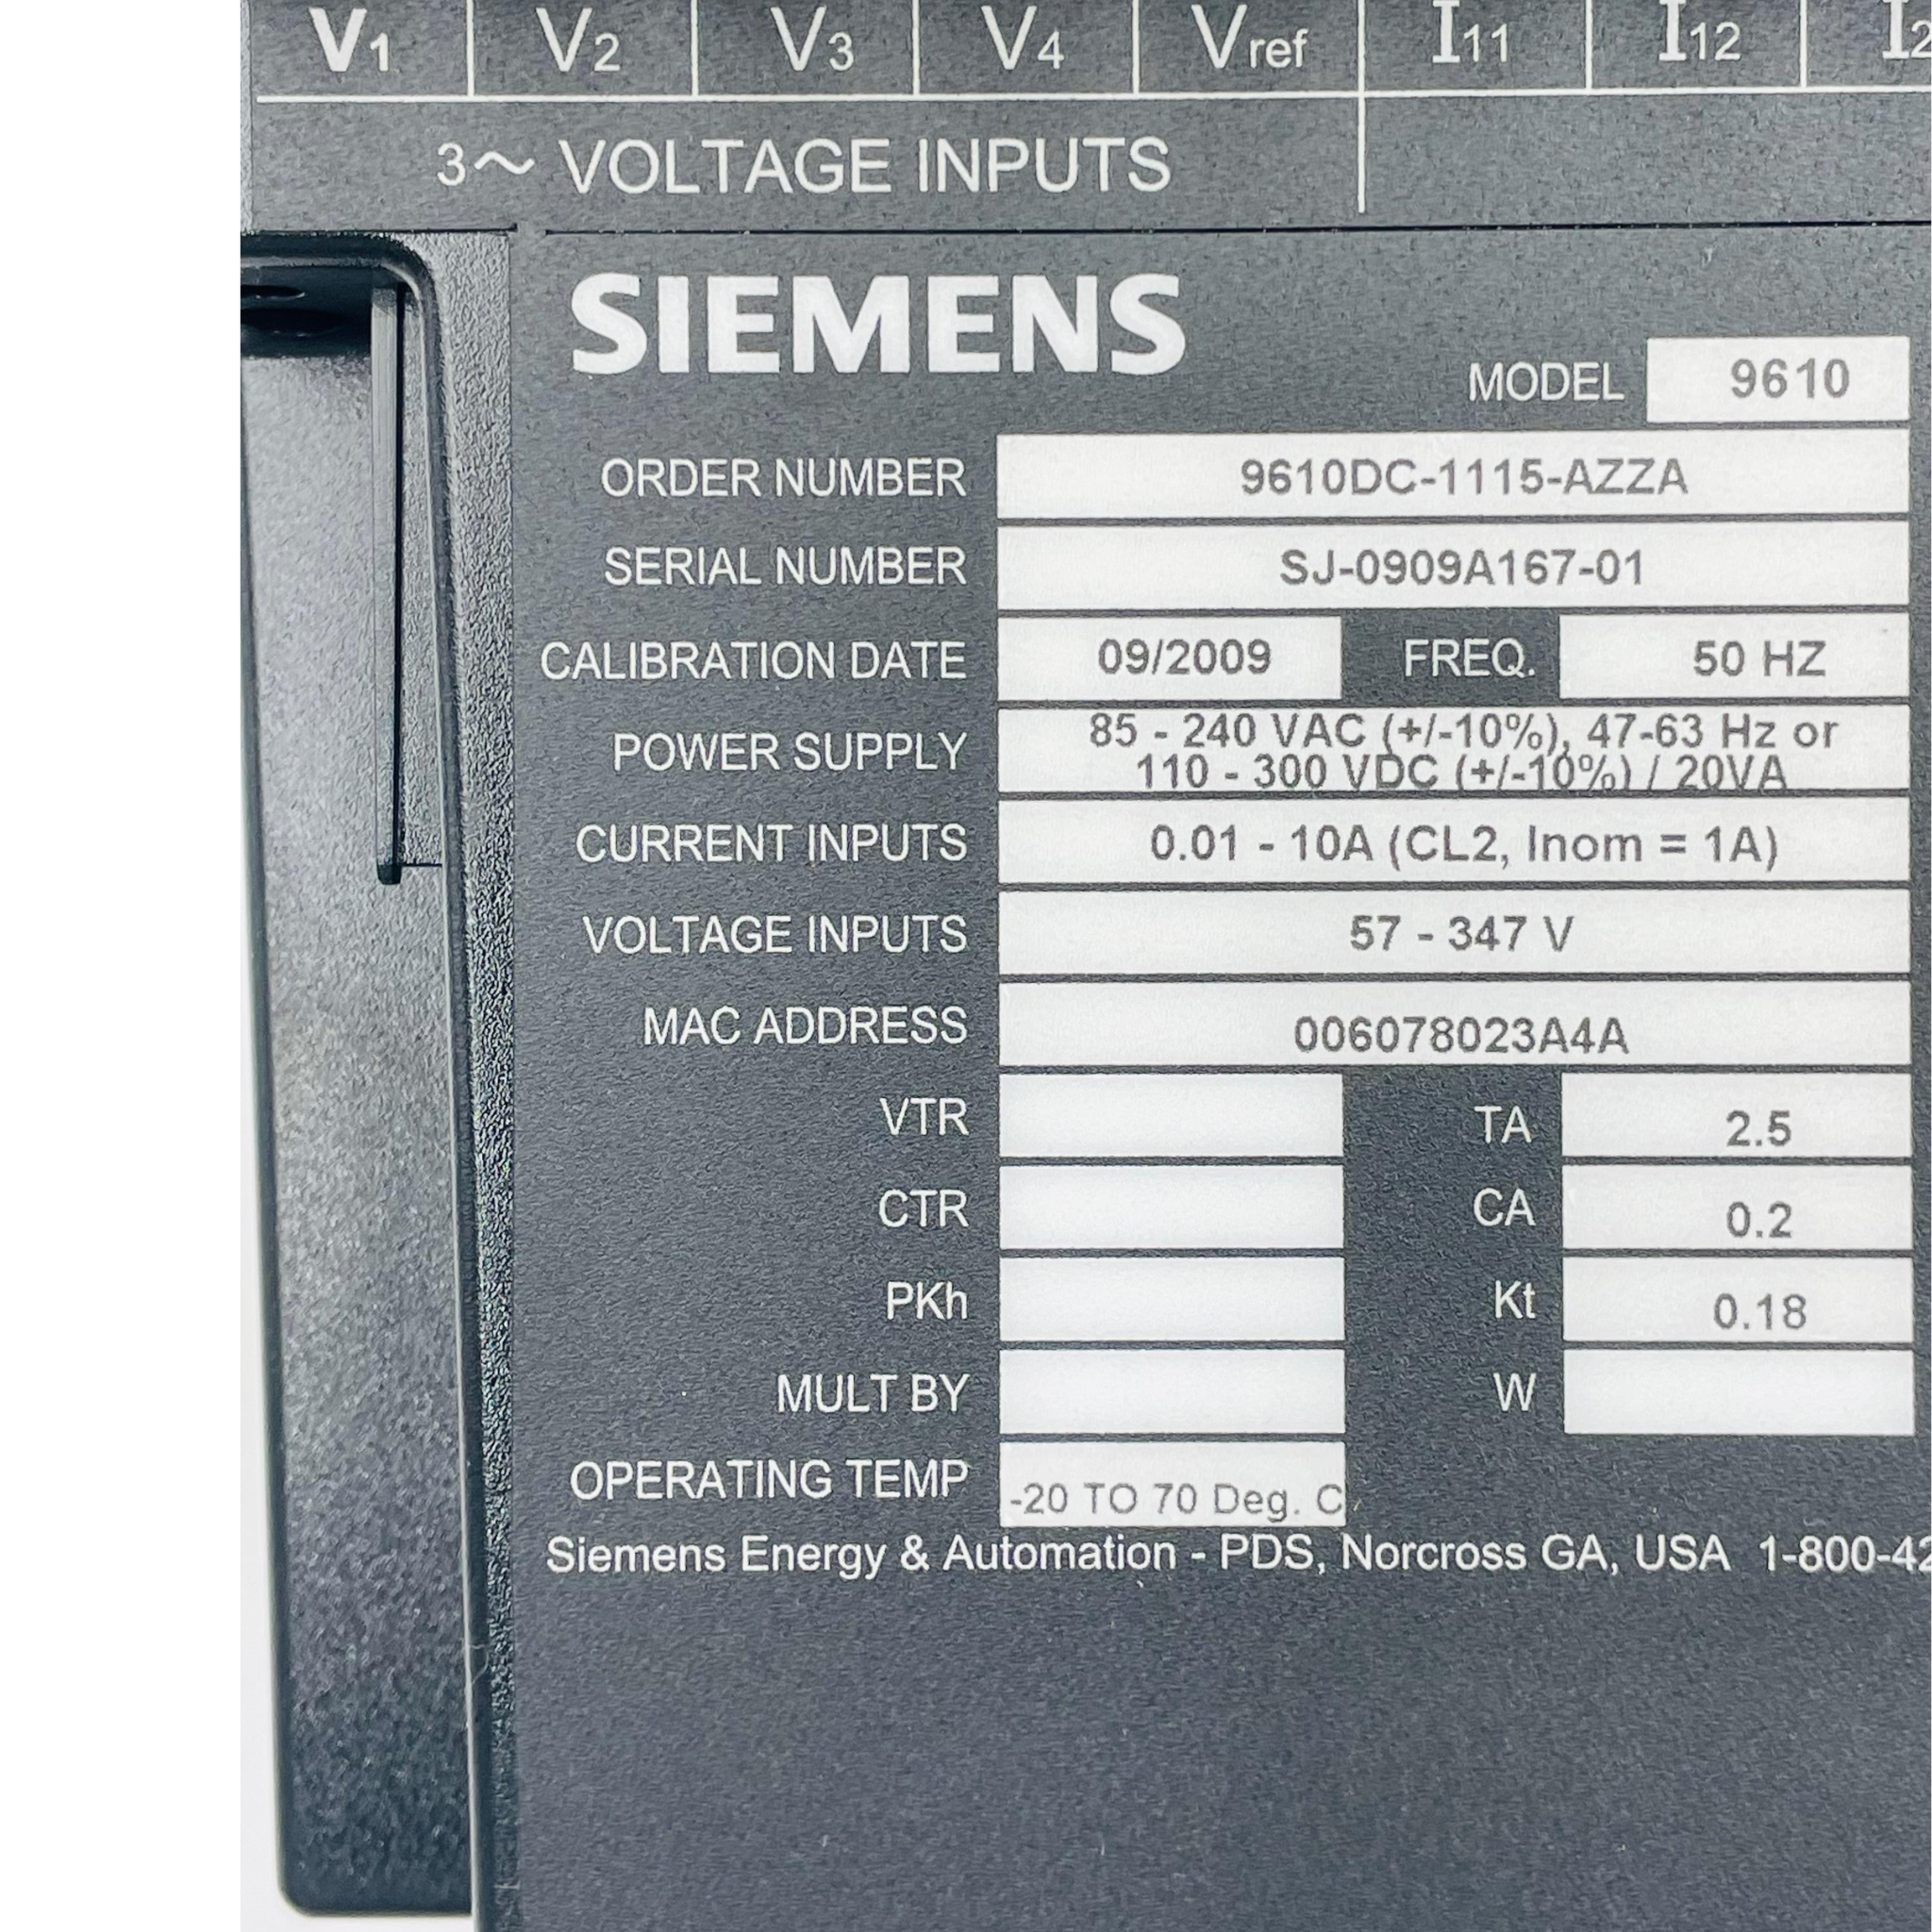 V1 V2 V3 V4 Vref I11 I12
3~ VOLTAGE INPUTS
SIEMENS
MODEL 9610
ORDER NUMBER 9610DC-1115-AZZA
SERIAL NUMBER SJ-0909A167-01
CALIBRATION DATE 09/2009 FREQ. 50 HZ
POWER SUPPLY 85 - 240 VAC (+/-10%), 47-63 Hz or
110 - 300 VDC (+/-10%) / 20VA
CURRENT INPUTS 0.01 - 10A (CL2, Inom = 1A)
VOLTAGE INPUTS 57 - 347 V
MAC ADDRESS 006078023A4A
VTR TA 2.5
CTR CA 0.2
PKh Kt 0.18
MULT BY W
OPERATING TEMP -20 TO 70 Deg. C
Siemens Energy & Automation - PDS, Norcross GA, USA 1-800-42